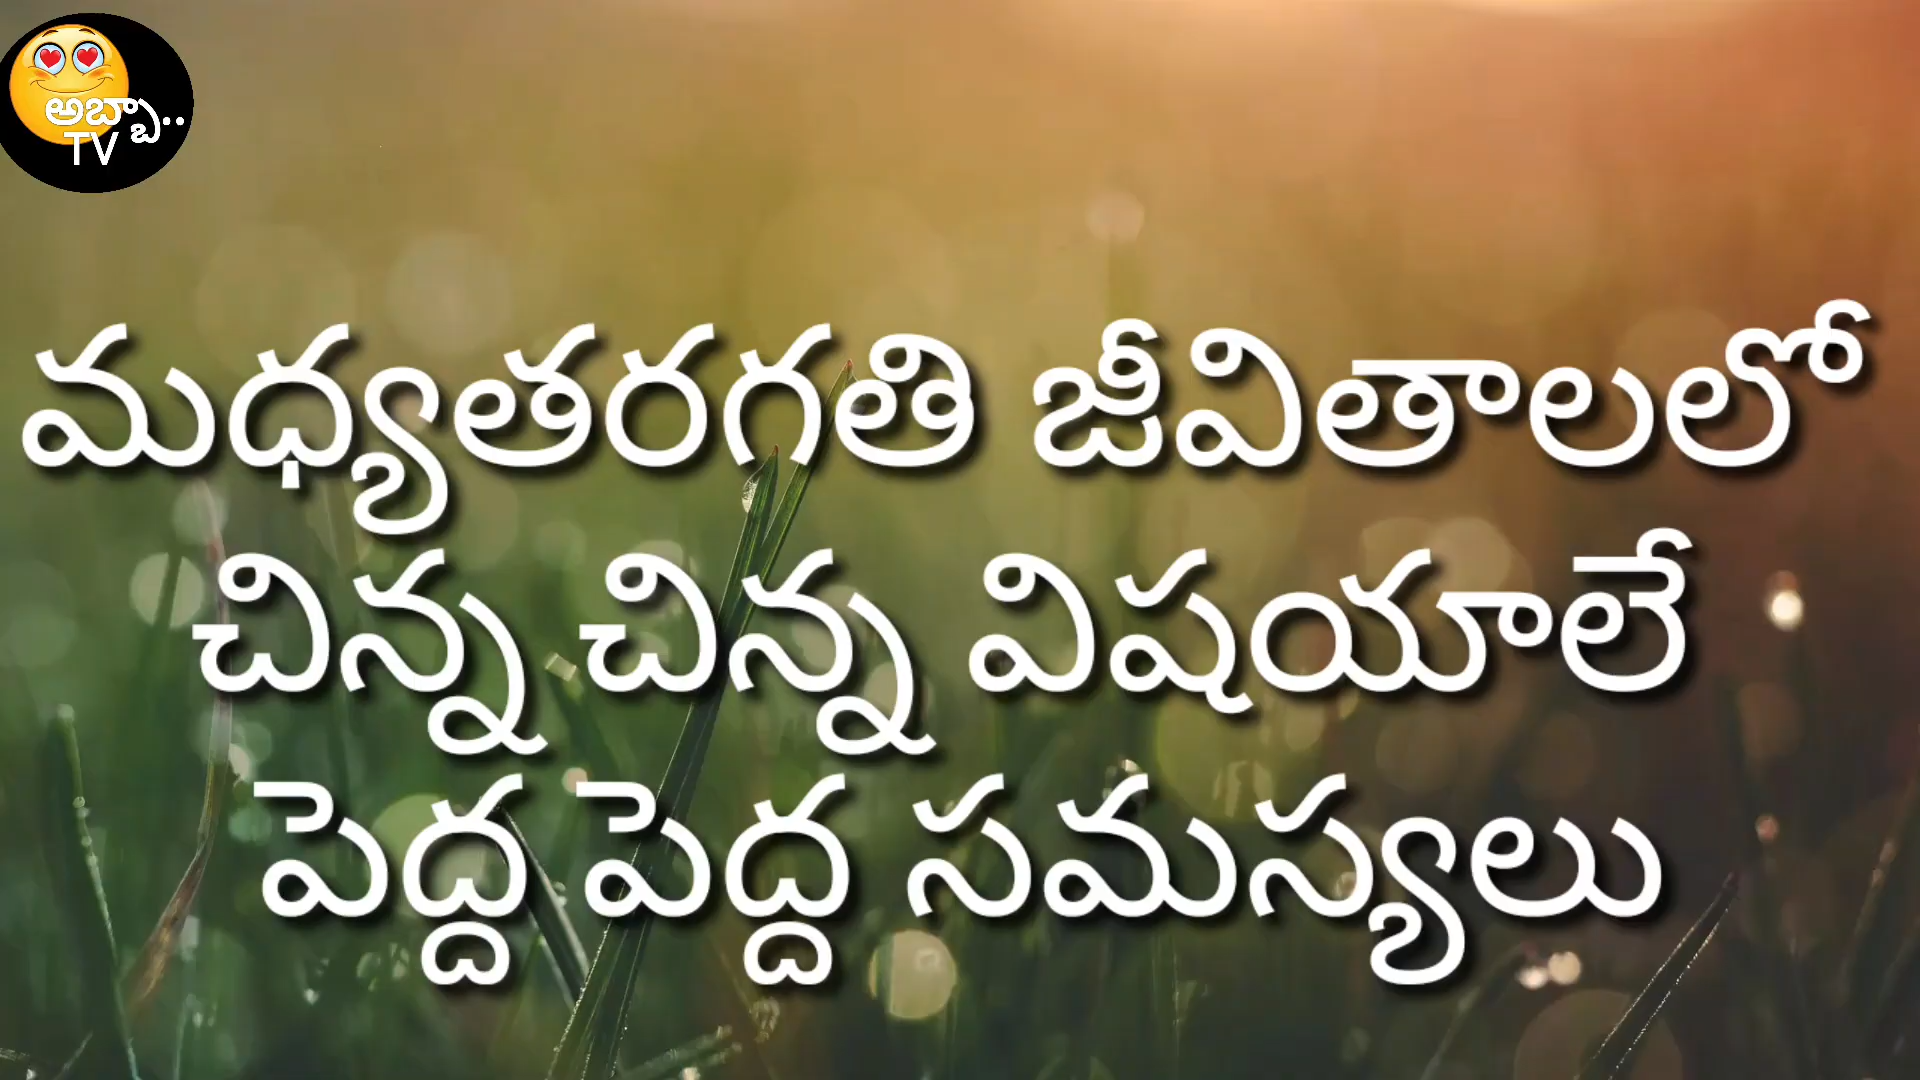 అబ్బా..
TV
మధ్యతరగతి జీవితాలలో
చిన్న చిన్న విషయాలే
పెద్ద పెద్ద సమస్యలు